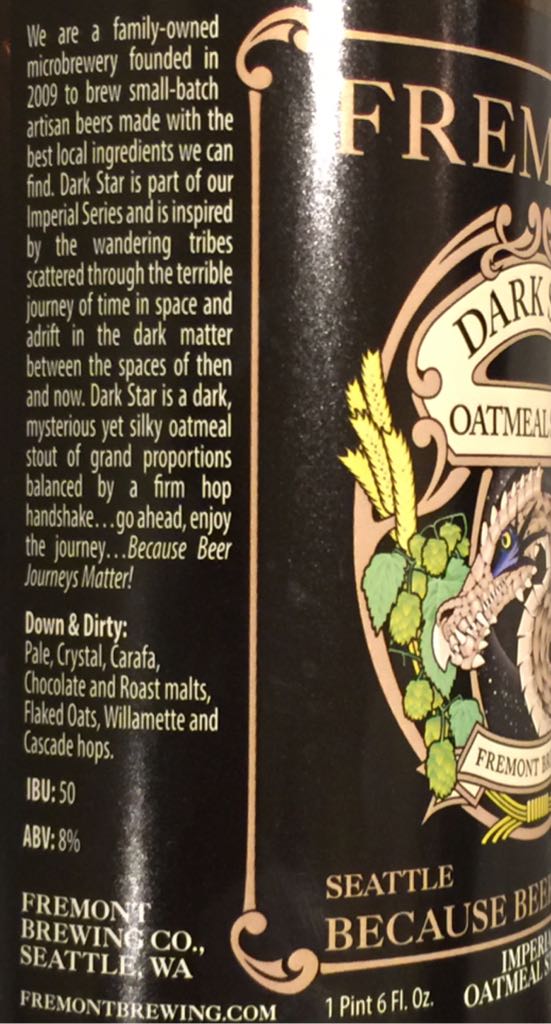 We are a family-owned
microbrewery founded in
2009 to brew small-batch
artisan beers made with the
best local ingredients we can
find. Dark Star is part of our
Imperial Series and is inspired
by the wandering tribes
scattered through the terrible
journey of time in space and
adrift in the dark matter
between the spaces of then
and now. Dark Star is a dark,
mysterious yet silky oatmeal
stout of grand proportions
balanced by a firm hop
handshake...go ahead, enjoy
the journey...Because Beer
Journeys Matter!
Down & Dirty:
Pale, Crystal, Carafa,
Chocolate and Roast malts,
Flaked Oats, Willamette and
Cascade hops.
IBU: 50
ABV: 8%
FREMONT
BREWING CO.,
SEATTLE, WA
FREMONTBREWING.COM
FREM
DARK
OATMEAL
FREMONT BR
SEATTLE
BECAUSE BEE
IMPERI
OATMEAL S
1 Pint 6 Fl. Oz.